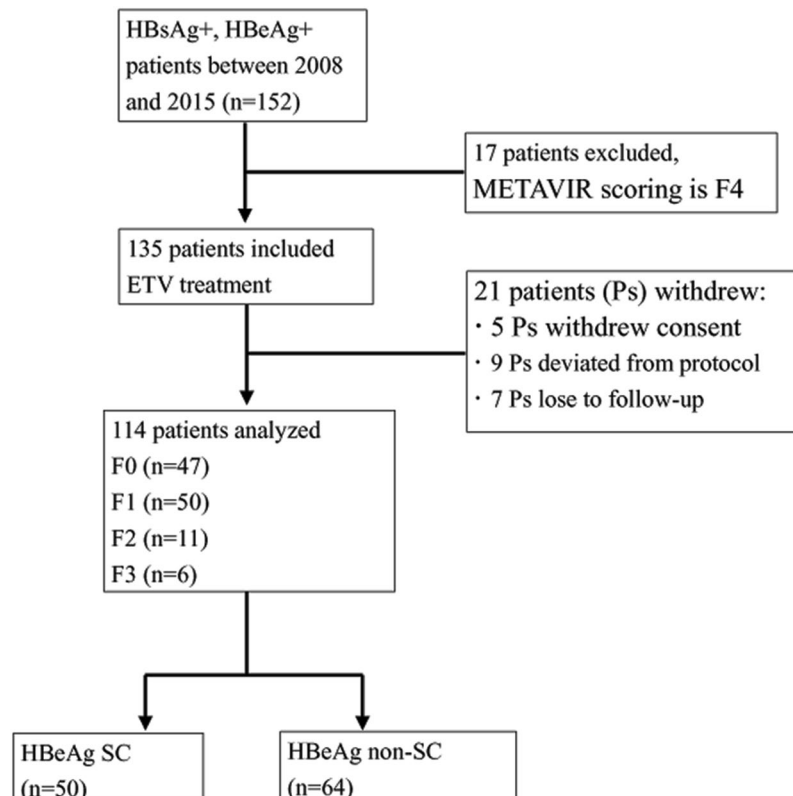 HBsAg+, HBeAg+
patients between 2008
and 2015 (n=152)
17 patients excluded,
METAVIR scoring is F4
135 patients included
ETV treatment
21 patients (Ps) withdrew:
· 5 Ps withdrew consent
· 9 Ps deviated from protocol
· 7 Ps lose to follow-up
114 patients analyzed
F0 (n=47)
F1 (n=50)
F2 (n=11)
F3 (n=6)
HBeAg SC
(n=50)
HBeAg non-SC
(n=64)